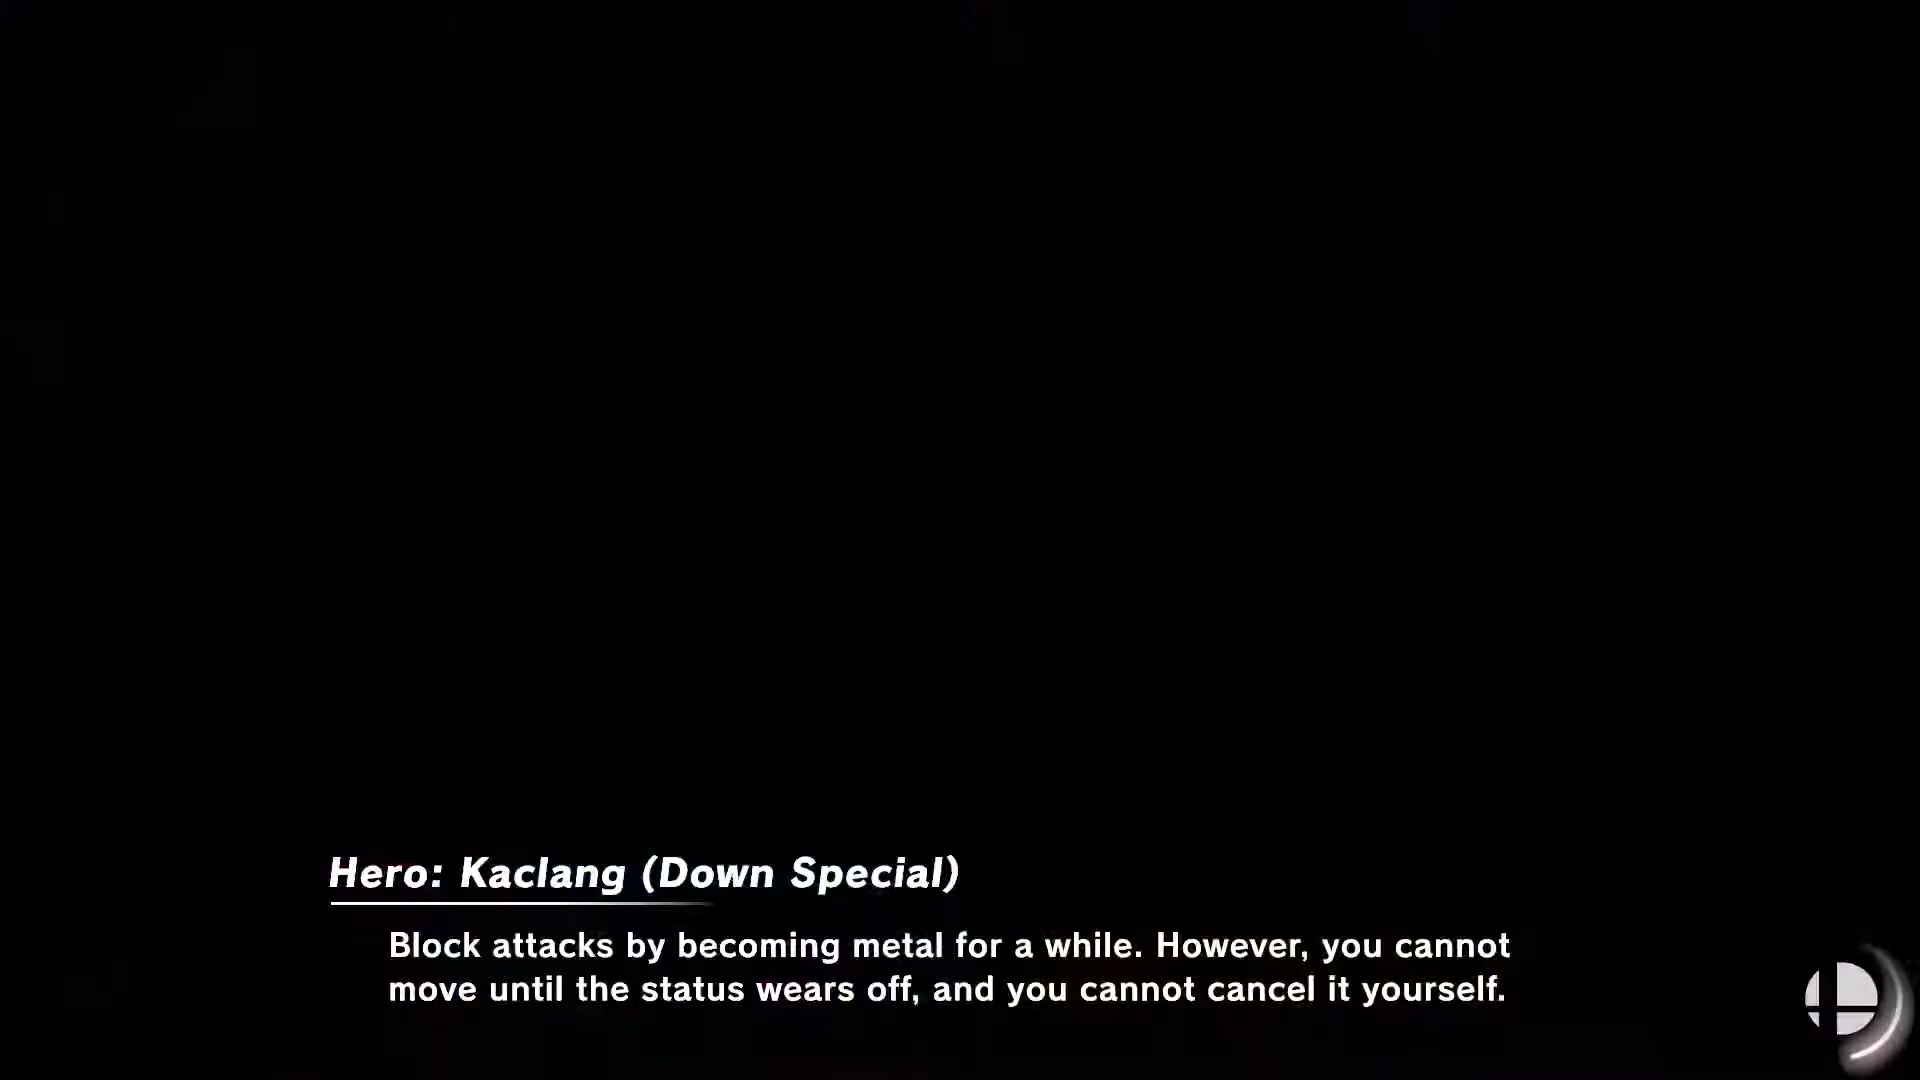 Hero: Kaclang (Down Special)
Block attacks by becoming metal for a while. However, you cannot
move until the status wears off, and you cannot cancel it yourself.